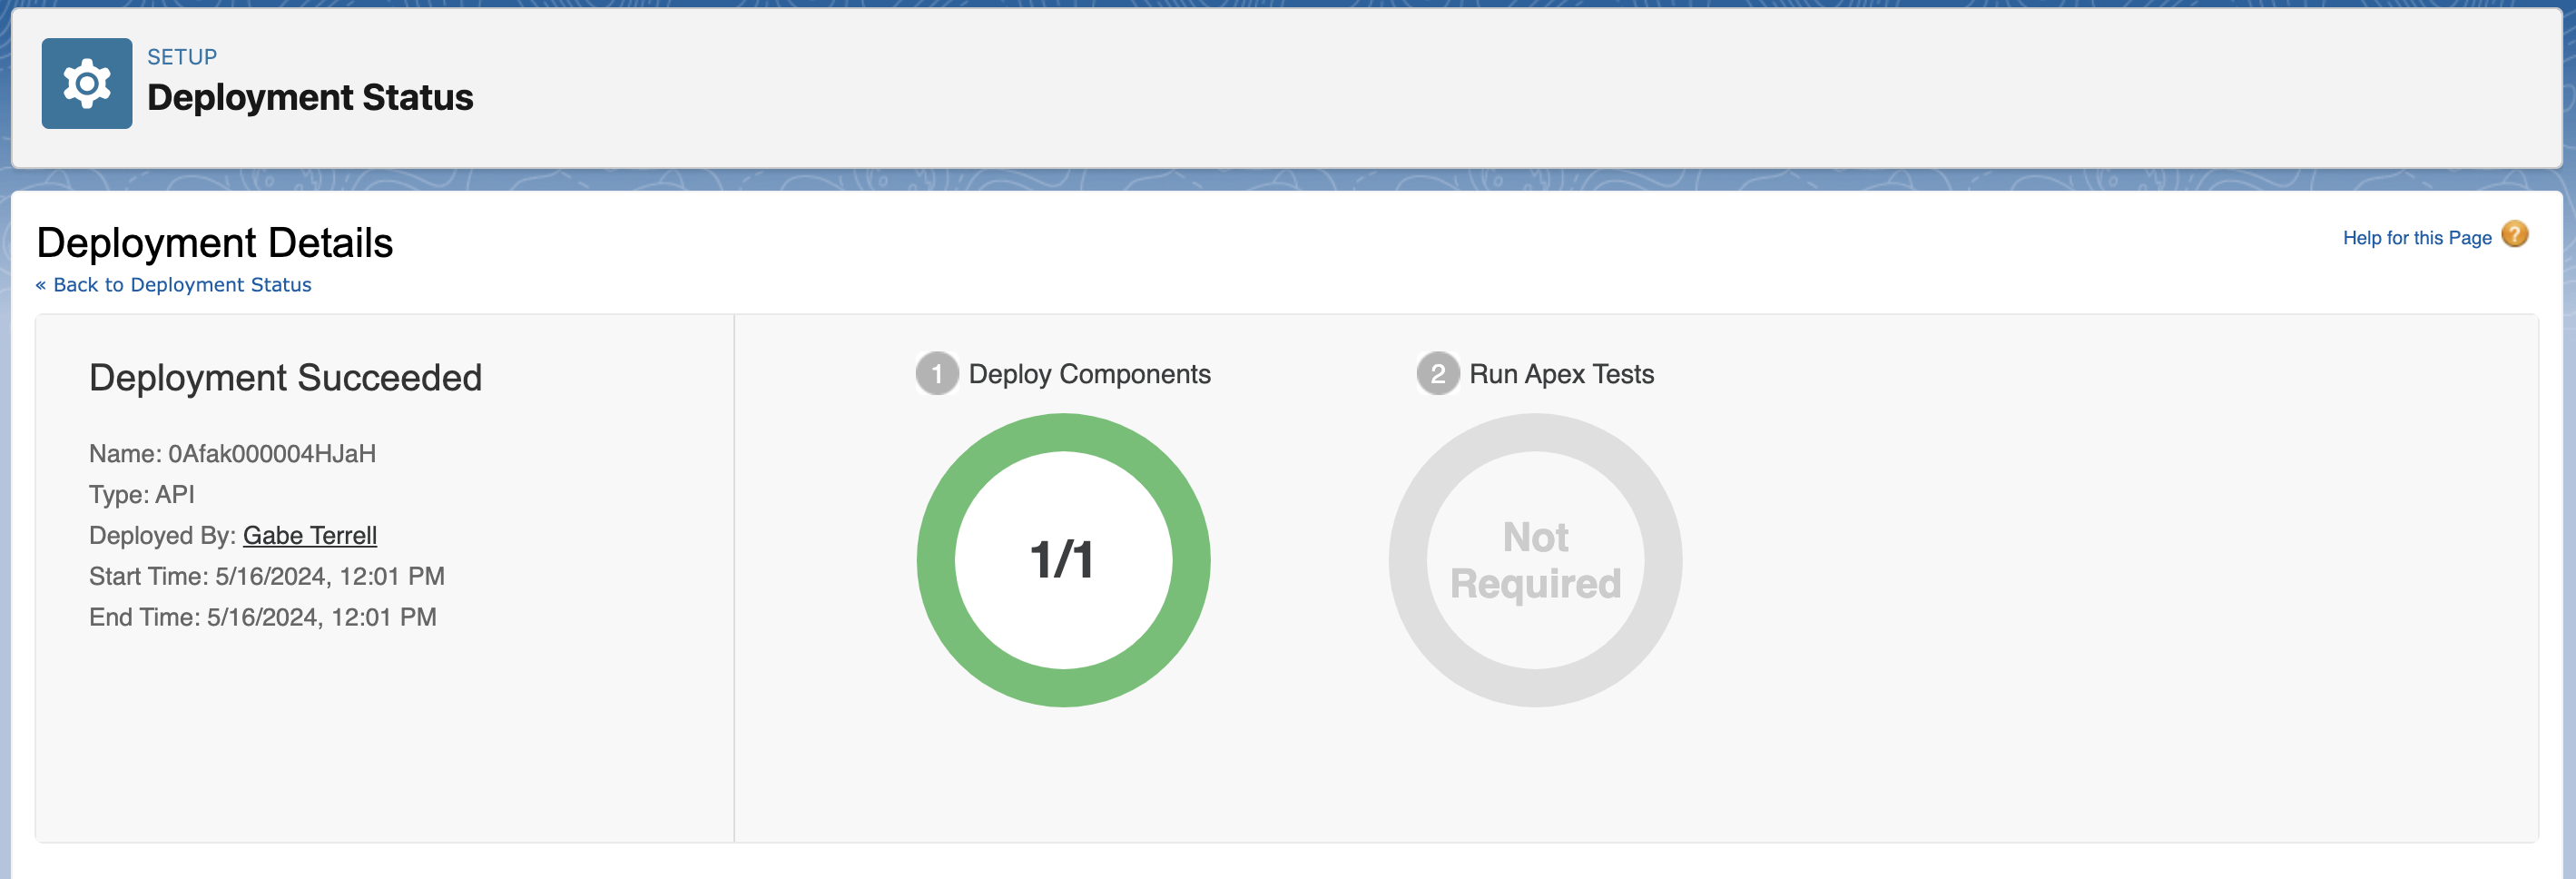 SETUP
Deployment Status
Deployment Details
Help for this Page ?
« Back to Deployment Status
Deployment Succeeded
Name: 0Afak000004HJaH
Type: API
Deployed By: Gabe Terrell
Start Time: 5/16/2024, 12:01 PM
End Time: 5/16/2024, 12:01 PM
1 Deploy Components
1/1
2 Run Apex Tests
Not
Required